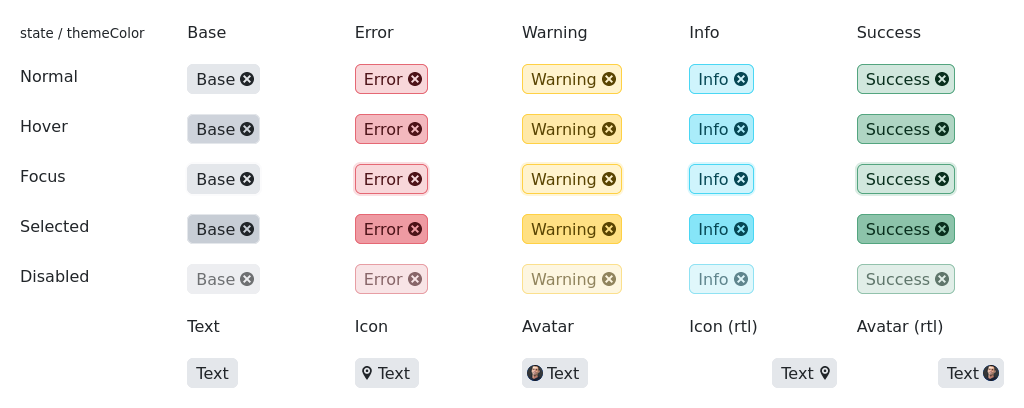 state / themeColor Base Error Warning Info Success
Normal Base Error Warning Info Success
Hover Base Error Warning Info Success
Focus Base Error Warning Info Success
Selected Base Error Warning Info Success
Disabled Base Error Warning Info Success
Text Icon Avatar Icon (rtl) Avatar (rtl)
Text Text Text Text Text